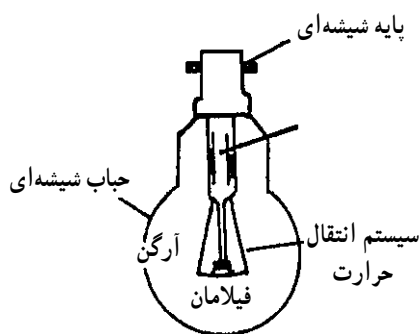 پایه شیشه‌ای
حباب شیشه‌ای
آرگن
سیستم انتقال
حرارت
فیلامان